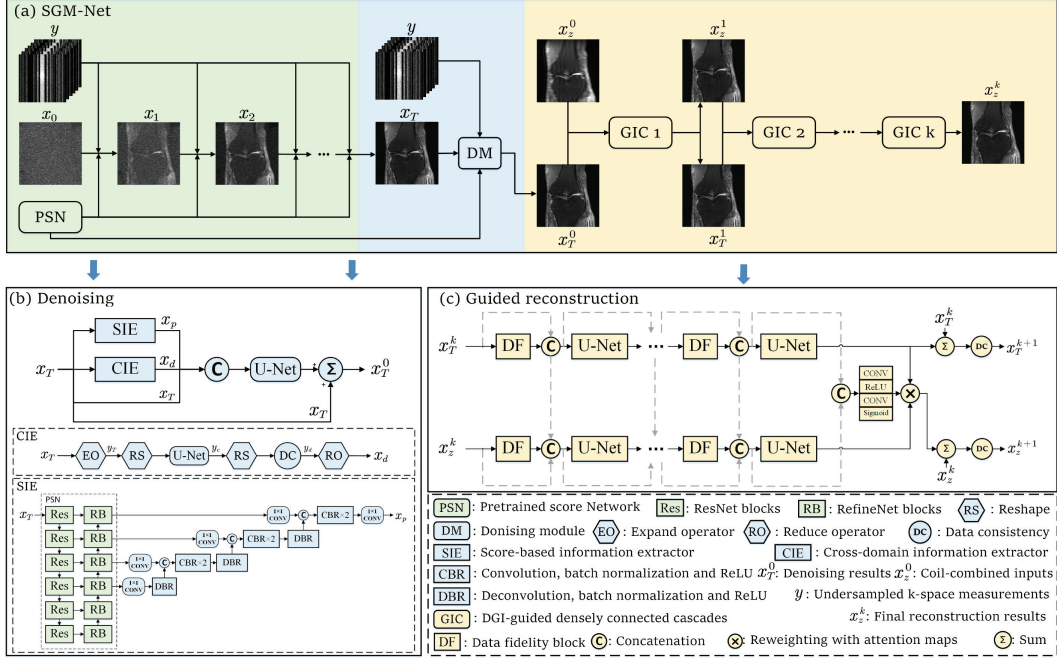 (a) SGM-Net
y
x_0
x_1
x_2
...
PSN
y
x_T
DM
x_z^0
x_T^0
GIC 1
x_z^1
x_T^1
GIC 2
...
GIC k
x_z^k
(b) Denoising
x_T
SIE
x_p
CIE
x_d
x_T
C
U-Net
+
Σ
+
x_T^0
x_T
CIE
x_T
EO
y_T
RS
U-Net
y_c
RS
DC
y_d
RO
x_d
SIE
PSN
x_T
Res RB
1×1 CONV
C
CBR×2
1×1 CONV
x_p
Res RB
1×1 CONV
C
CBR×2
DBR
Res RB
1×1 CONV
C
CBR×2
DBR
Res RB
1×1 CONV
DBR
Res RB
Res RB
(c) Guided reconstruction
x_T^k
DF
C
U-Net
...
DF
C
U-Net
x_T^k
Σ
DC
x_T^{k+1}
C
CONV
ReLU
CONV
Sigmoid
×
x_z^k
DF
C
U-Net
...
DF
C
U-Net
Σ
DC
x_z^{k+1}
x_z^k
PSN : Pretrained score Network Res : ResNet blocks RB : RefineNet blocks RS : Reshape
DM : Donising module EO : Expand operator RO : Reduce operator DC : Data consistency
SIE : Score-based information extractor CIE : Cross-domain information extractor
CBR : Convolution, batch normalization and ReLU x_T^0: Denoising results x_z^0: Coil-combined inputs
DBR : Deconvolution, batch normalization and ReLU y : Undersampled k-space measurements
GIC : DGI-guided densely connected cascades x_z^k: Final reconstruction results
DF : Data fidelity block C : Concatenation × : Reweighting with attention maps Σ : Sum